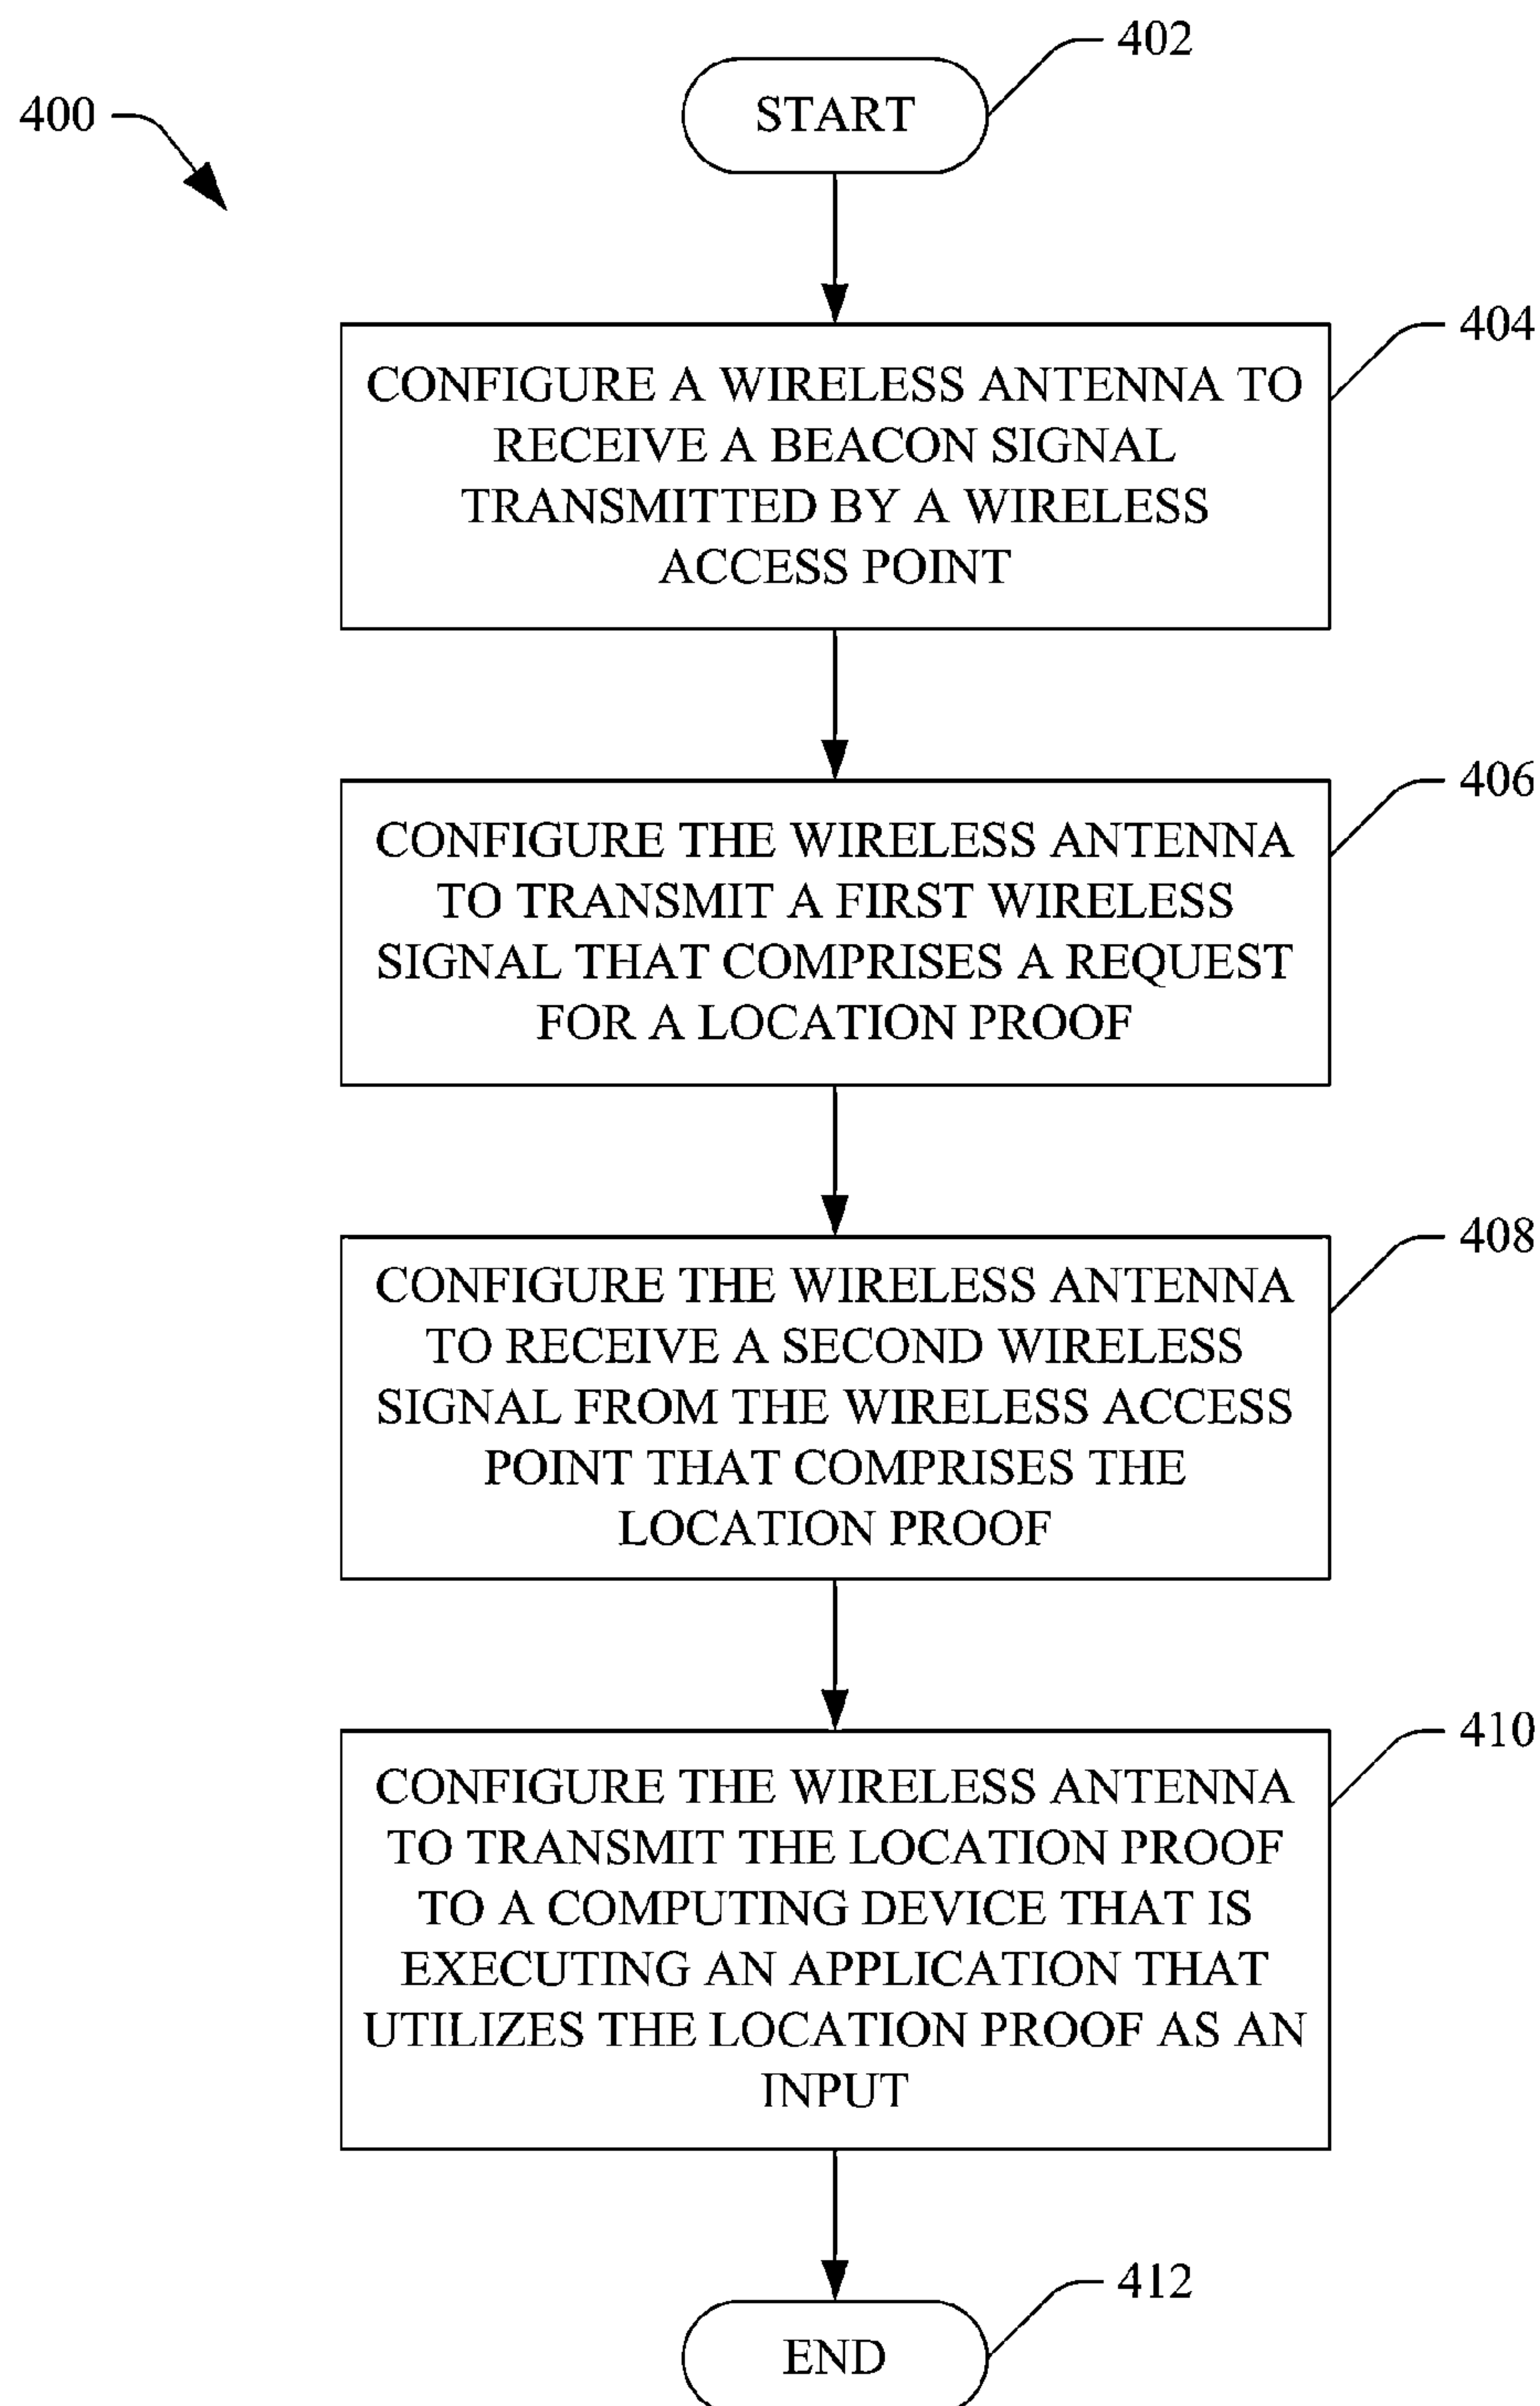 402
START
400
404
CONFIGURE A WIRELESS ANTENNA TO
RECEIVE A BEACON SIGNAL
TRANSMITTED BY A WIRELESS
ACCESS POINT
406
CONFIGURE THE WIRELESS ANTENNA
TO TRANSMIT A FIRST WIRELESS
SIGNAL THAT COMPRISES A REQUEST
FOR A LOCATION PROOF
408
CONFIGURE THE WIRELESS ANTENNA
TO RECEIVE A SECOND WIRELESS
SIGNAL FROM THE WIRELESS ACCESS
POINT THAT COMPRISES THE
LOCATION PROOF
410
CONFIGURE THE WIRELESS ANTENNA
TO TRANSMIT THE LOCATION PROOF
TO A COMPUTING DEVICE THAT IS
EXECUTING AN APPLICATION THAT
UTILIZES THE LOCATION PROOF AS AN
INPUT
412
END